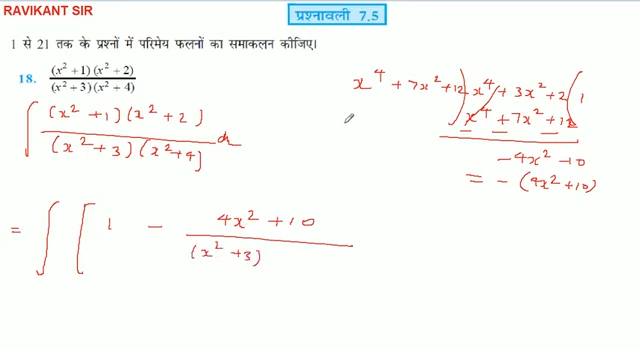 RAVIKANT SIR
प्रश्नावली 7.5
1 से 21 तक के प्रश्नों में परिमेय फलनों का समाकलन कीजिए।
18. (x² + 1) (x² + 2) / (x² + 3)(x² + 4)
∫ (x² + 1) (x² + 2) / (x² + 3) (x² + 4) dx
x⁴ + 7x² + 12 ) x⁴ + 3x² + 2 ( 1
x⁴ + 7x² + 12
− − −
- 4x² - 10
= - (4x² + 10)
= ∫ [ 1 - 4x² + 10 / (x² + 3)